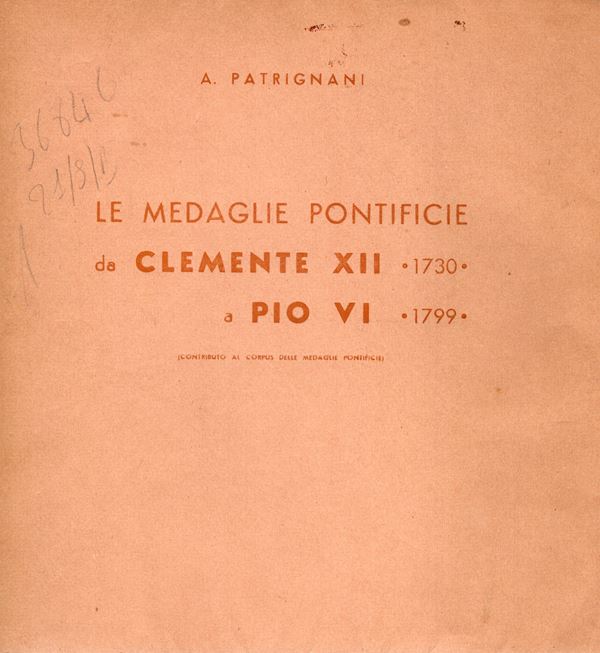 A. PATRIGNANI
LE MEDAGLIE PONTIFICIE
da CLEMENTE XII •1730•
a PIO VI •1799•
(CONTRIBUTO AL CORPUS DELLE MEDAGLIE PONTIFICIE)